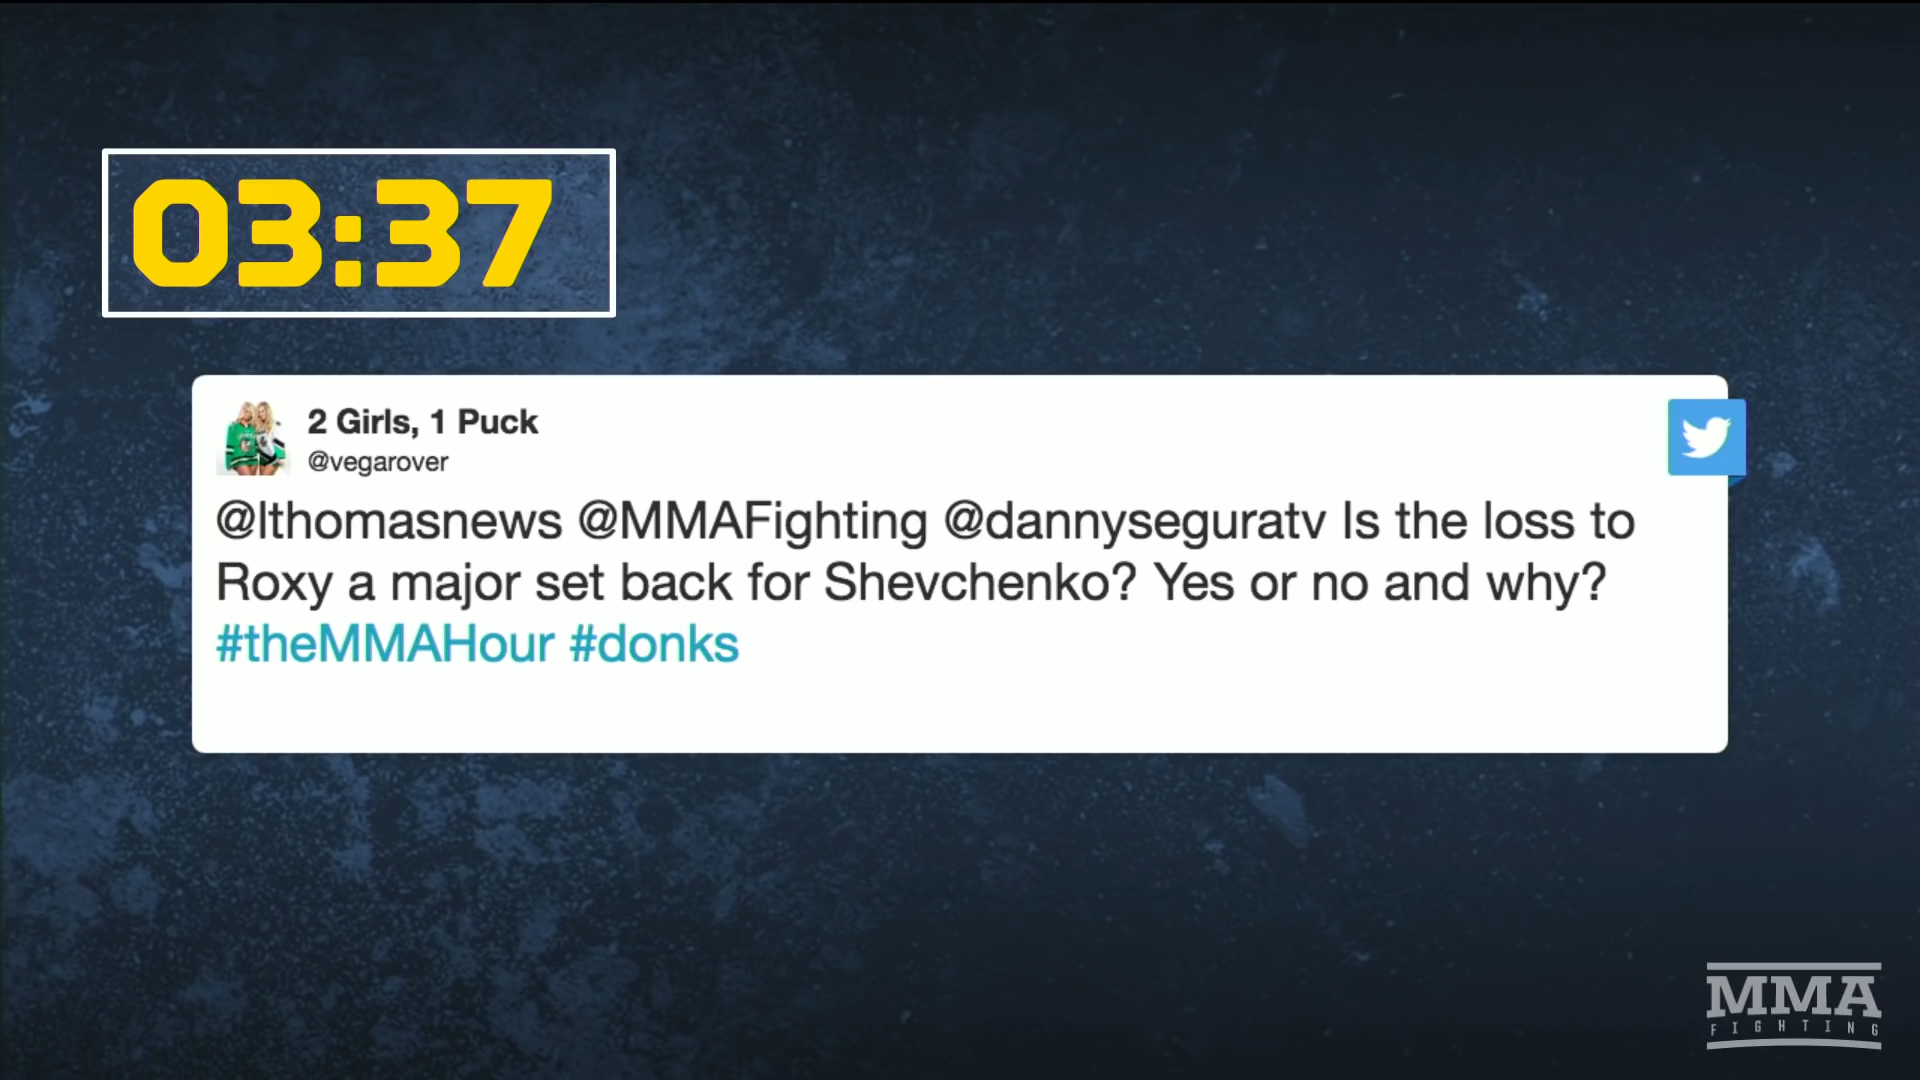 03:37
2 Girls, 1 Puck
@vegarover
@lthomasnews @MMAFighting @dannyseguratv Is the loss to
Roxy a major set back for Shevchenko? Yes or no and why?
#theMMAHour #donks
MMA
FIGHTING